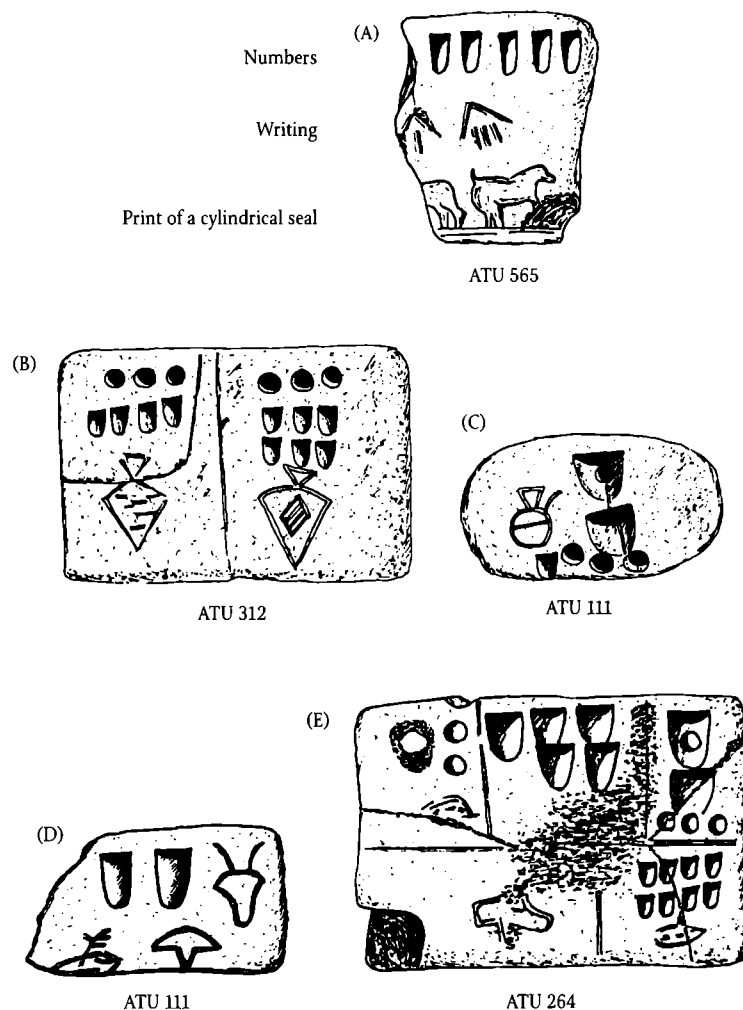 (A)
Numbers
Writing
Print of a cylindrical seal
ATU 565
(B)
ATU 312
(C)
ATU 111
(D)
ATU 111
(E)
ATU 264